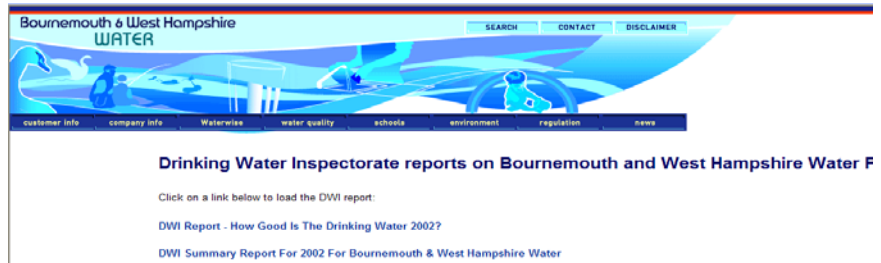 Bournemouth & West Hampshire
WATER
SEARCH CONTACT DISCLAIMER
customer info company info Waterwise water quality schools environment regulation news
Drinking Water Inspectorate reports on Bournemouth and West Hampshire Water
Click on a link below to load the DWI report:
DWI Report - How Good Is The Drinking Water 2002?
DWI Summary Report For 2002 For Bournemouth & West Hampshire Water